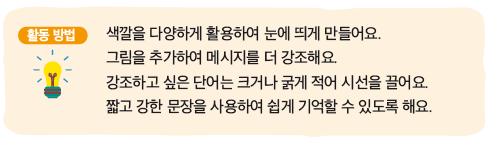 활동 방법
색깔을 다양하게 활용하여 눈에 띄게 만들어요.
그림을 추가하여 메시지를 더 강조해요.
강조하고 싶은 단어는 크거나 굵게 적어 시선을 끌어요.
짧고 강한 문장을 사용하여 쉽게 기억할 수 있도록 해요.